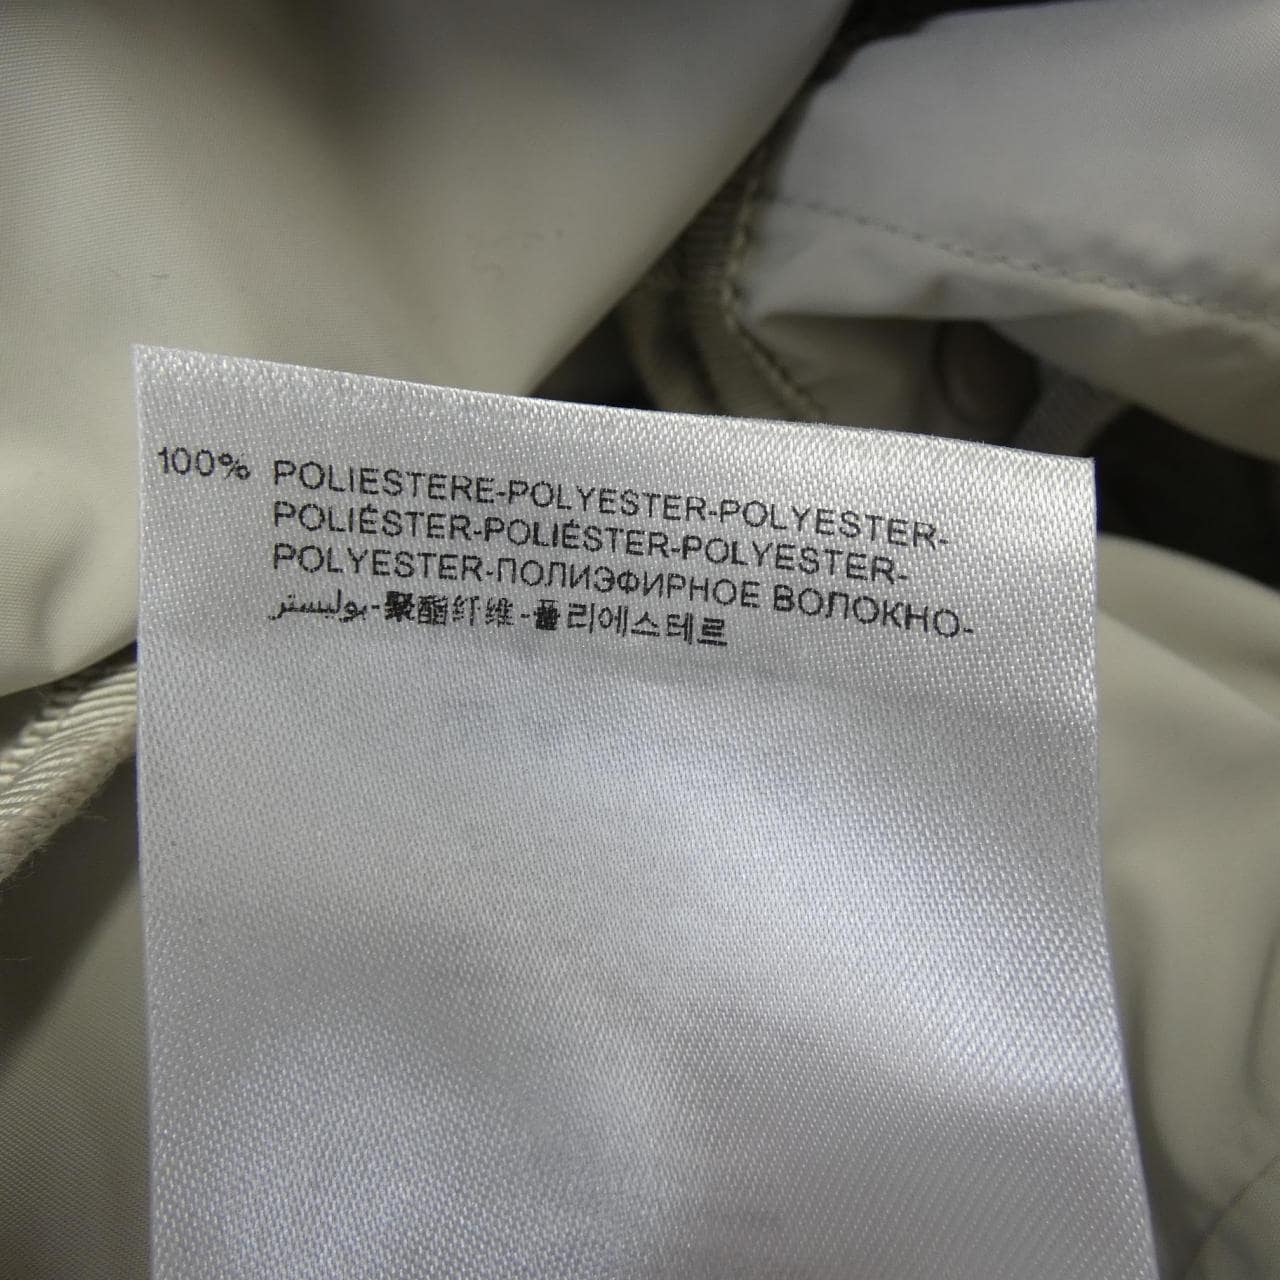 100% POLIESTERE-POLYESTER-POLYESTER-
POLIÉSTER-POLIÉSTER-POLYESTER-
POLYESTER-ПОЛИЭФИРНОЕ ВОЛОКНО-
بوليستر-聚酯纤维-폴리에스테르